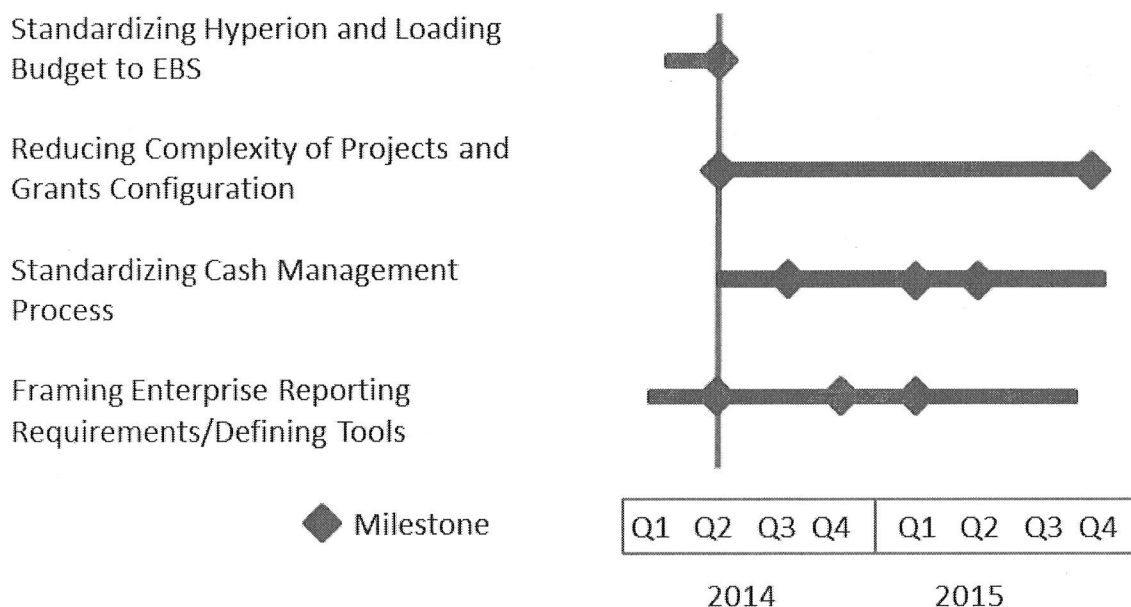 Standardizing Hyperion and Loading
Budget to EBS
Reducing Complexity of Projects and
Grants Configuration
Standardizing Cash Management
Process
Framing Enterprise Reporting
Requirements/Defining Tools
Milestone
Q1 Q2 Q3 Q4 Q1 Q2 Q3 Q4
2014 2015